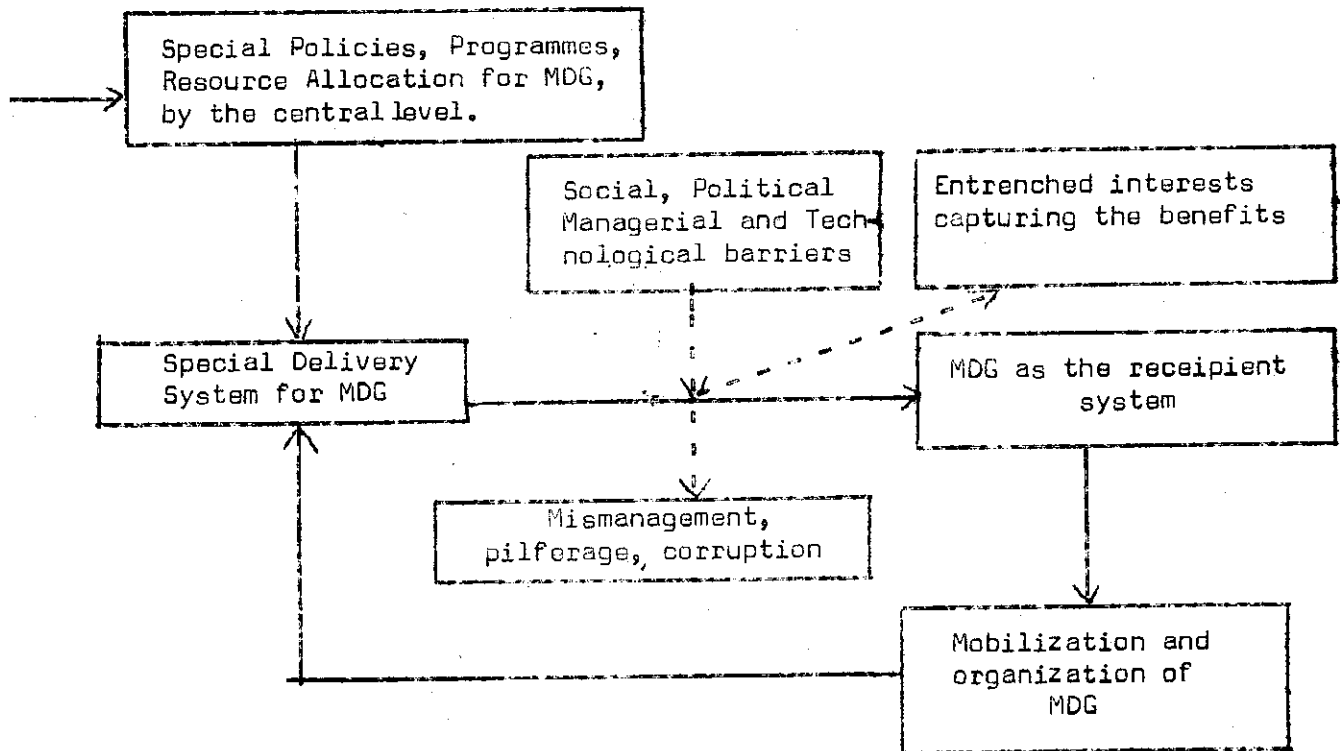 Special Policies, Programmes,
Resource Allocation for MDG,
by the central level.
Social, Political
Managerial and Tech-
nological barriers
Entrenched interests
capturing the benefits
Special Delivery
System for MDG
MDG as the receipient
system
Mismanagement,
pilferage, corruption
Mobilization and
organization of
MDG